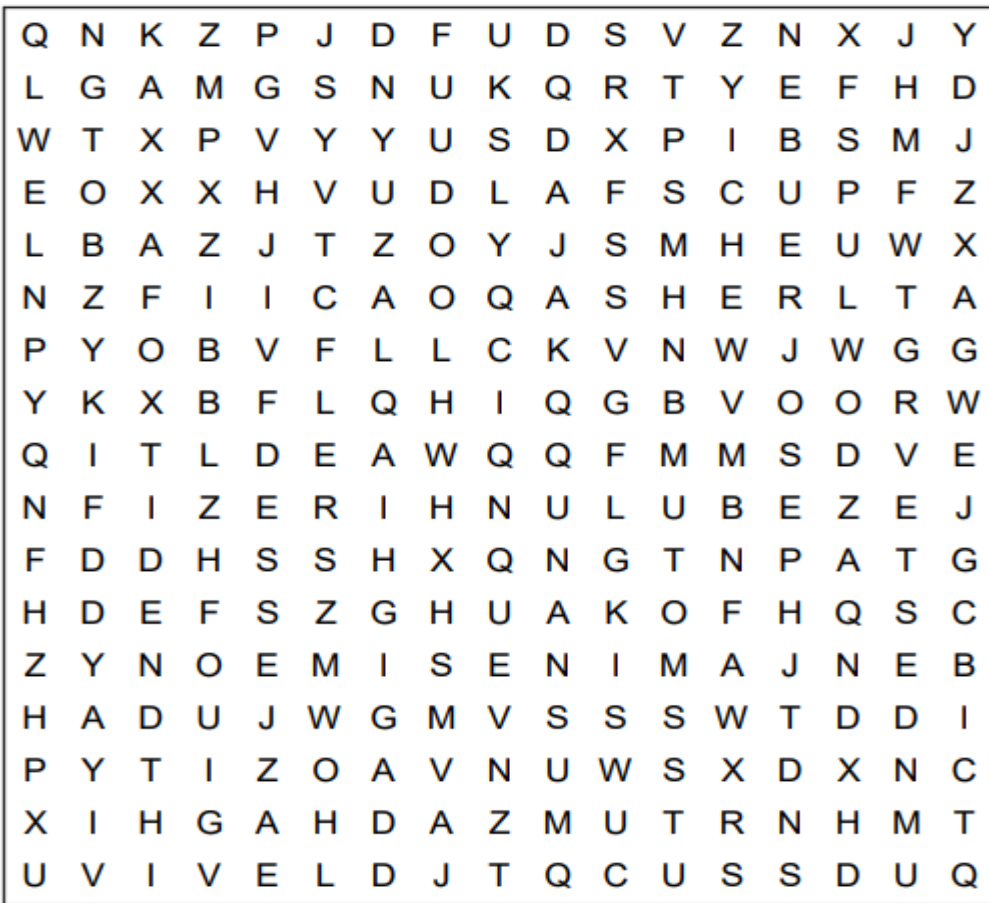 Q N K Z P J D F U D S V Z N X J Y
L G A M G S N U K Q R T Y E F H D
W T X P V Y Y U S D X P I B S M J
E O X X H V U D L A F S C U P F Z
L B A Z J T Z O Y J S M H E U W X
N Z F I I C A O Q A S H E R L T A
P Y O B V F L L C K V N W J W G G
Y K X B F L Q H I Q G B V O O R W
Q I T L D E A W Q Q F M M S D V E
N F I Z E R I H N U L U B E Z E J
F D D H S S H X Q N G T N P A T G
H D E F S Z G H U A K O F H Q S C
Z Y N O E M I S E N I M A J N E B
H A D U J W G M V S S S W T D D I
P Y T I Z O A V N U W S X D X N C
X I H G A H D A Z M U T R N H M T
U V I V E L D J T Q C U S S D U Q